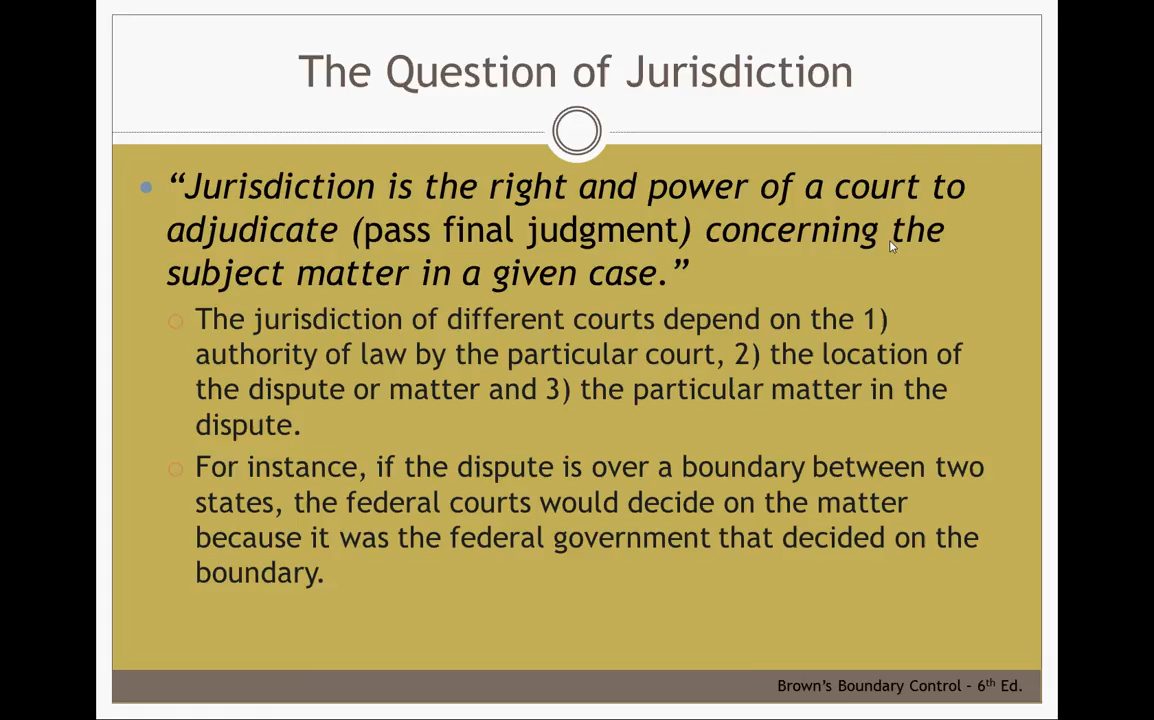 The Question of Jurisdiction
“Jurisdiction is the right and power of a court to
adjudicate (pass final judgment) concerning the
subject matter in a given case.”
The jurisdiction of different courts depend on the 1)
authority of law by the particular court, 2) the location of
the dispute or matter and 3) the particular matter in the
dispute.
For instance, if the dispute is over a boundary between two
states, the federal courts would decide on the matter
because it was the federal government that decided on the
boundary.
Brown’s Boundary Control – 6th Ed.